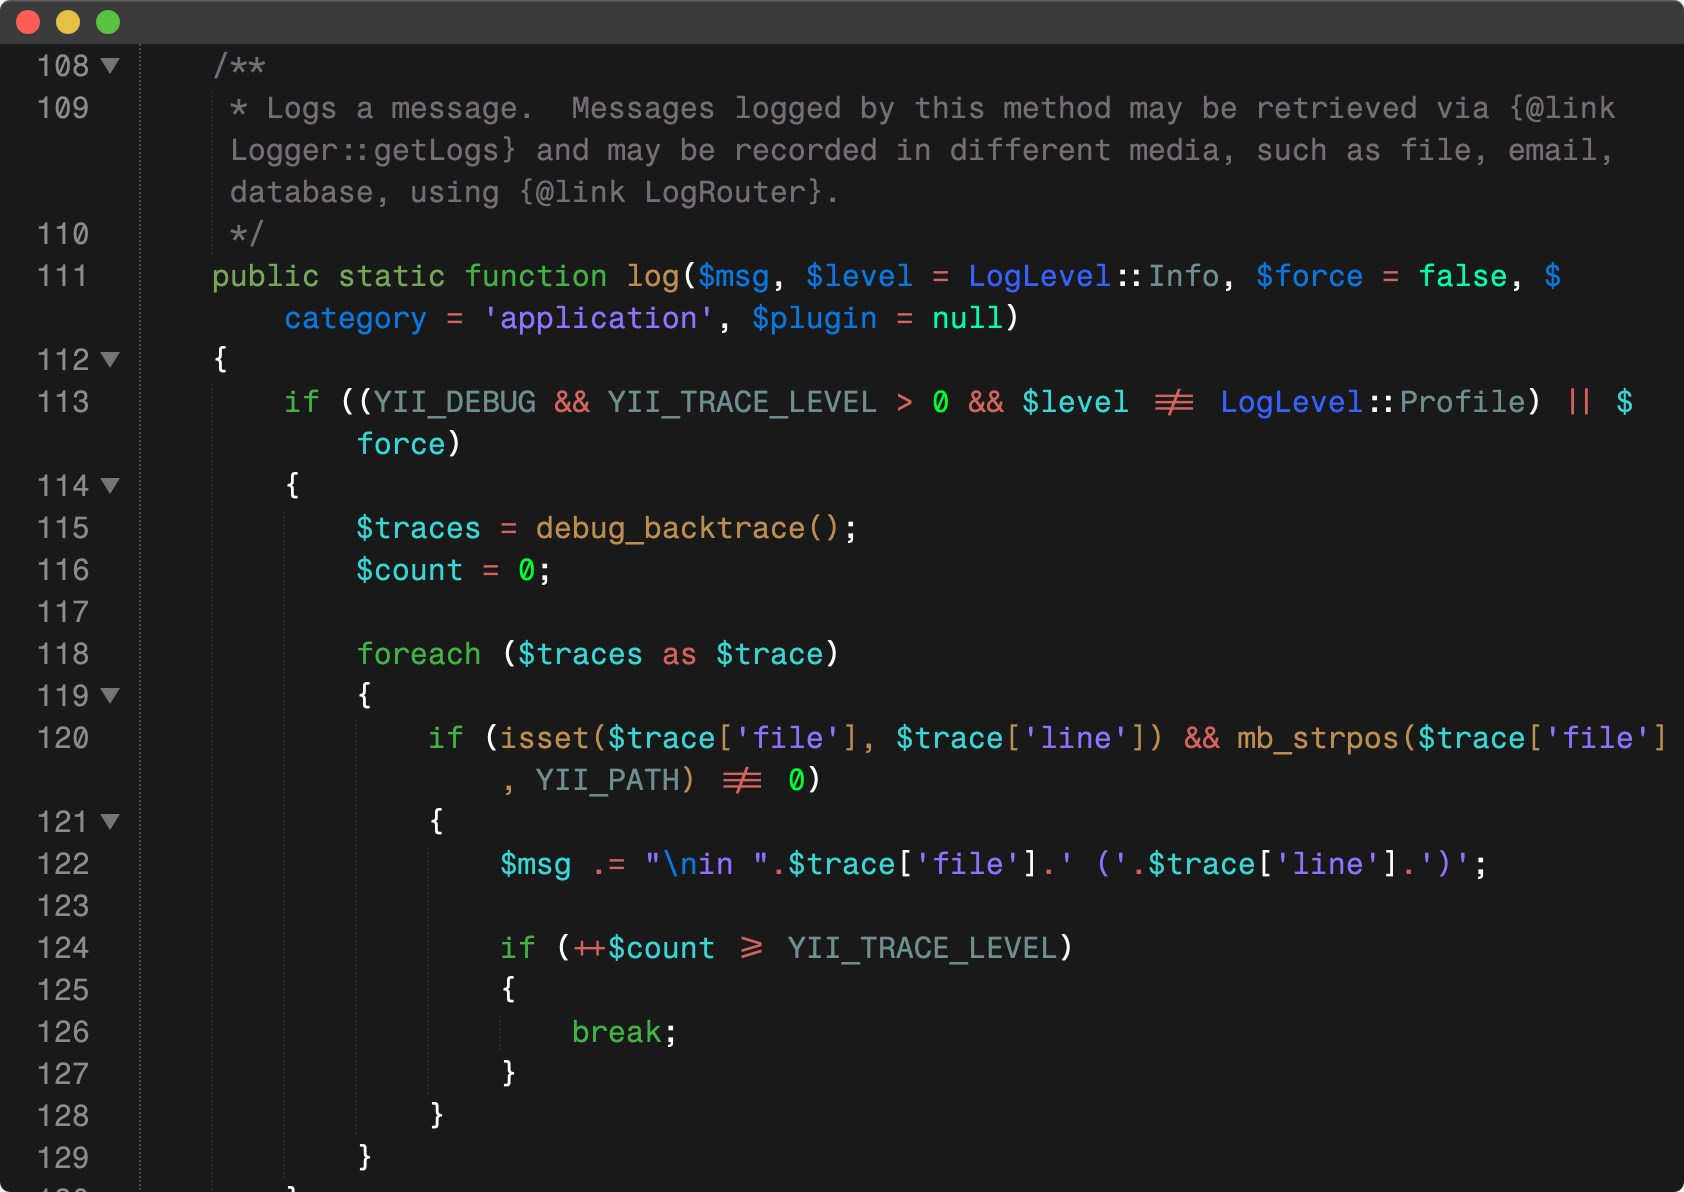 108 /**
109 * Logs a message.  Messages logged by this method may be retrieved via {@link
Logger::getLogs} and may be recorded in different media, such as file, email,
database, using {@link LogRouter}.
110 */
111 public static function log($msg, $level = LogLevel::Info, $force = false, $
category = 'application', $plugin = null)
112 {
113 if ((YII_DEBUG && YII_TRACE_LEVEL > 0 && $level !== LogLevel::Profile) || $
force)
114 {
115 $traces = debug_backtrace();
116 $count = 0;
117
118 foreach ($traces as $trace)
119 {
120 if (isset($trace['file'], $trace['line']) && mb_strpos($trace['file']
, YII_PATH) !== 0)
121 {
122 $msg .= "\nin ".$trace['file'].' ('.$trace['line'].')';
123
124 if (++$count >= YII_TRACE_LEVEL)
125 {
126 break;
127 }
128 }
129 }